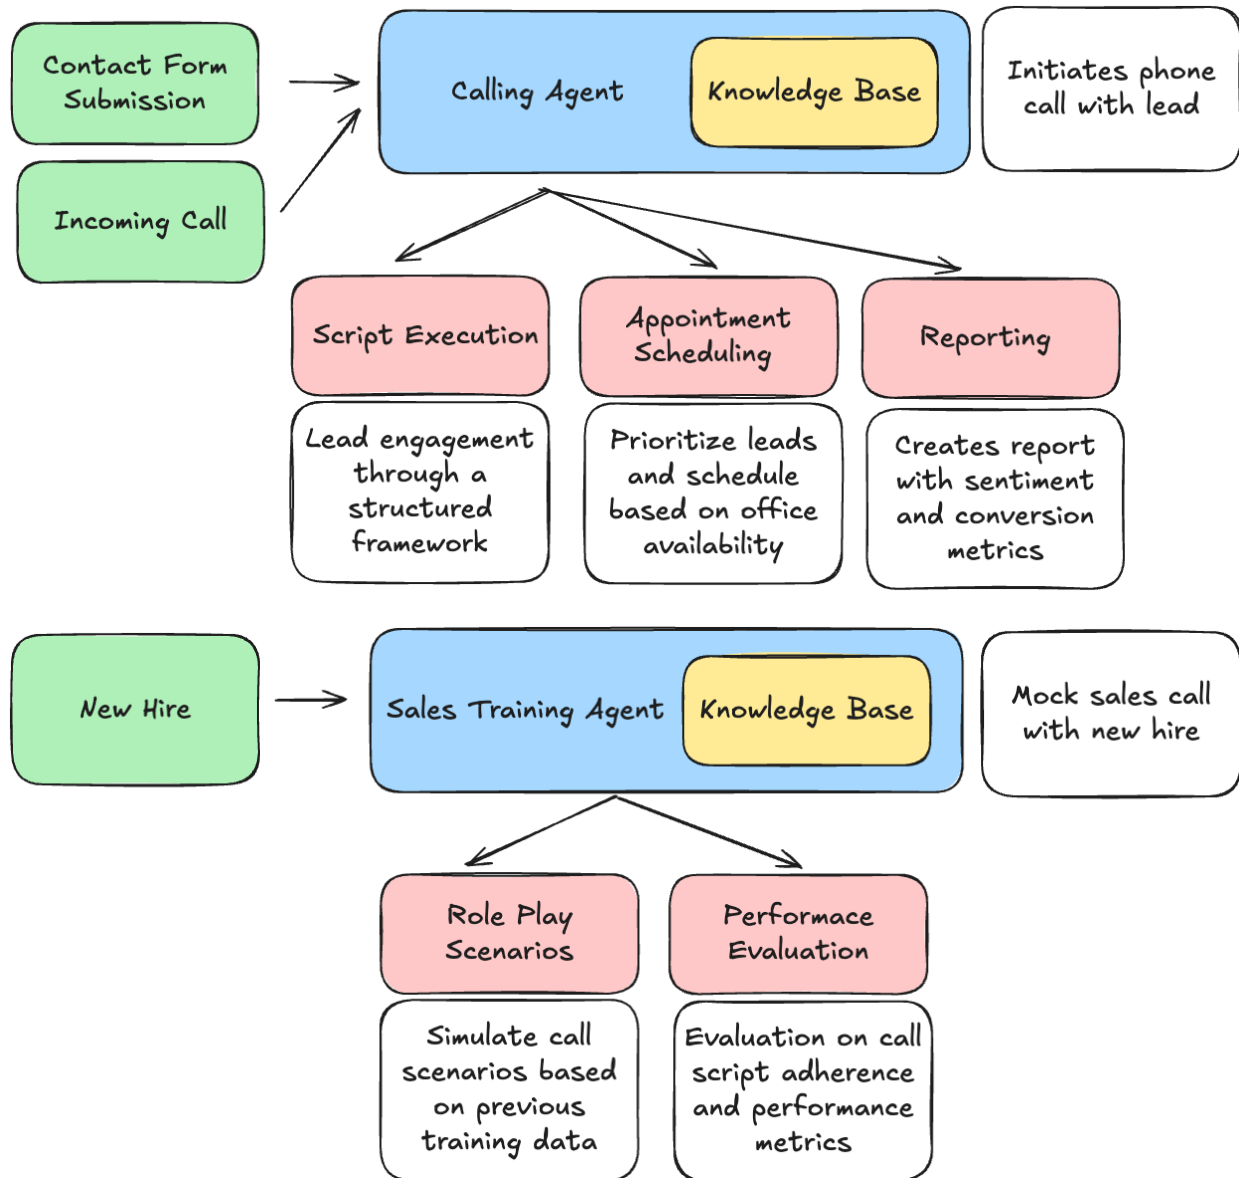 Contact Form
Submission
Calling Agent
Knowledge Base
Initiates phone
call with lead
Incoming Call
Script Execution
Appointment
Scheduling
Reporting
Lead engagement
through a
structured
framework
Prioritize leads
and schedule
based on office
availability
Creates report
with sentiment
and conversion
metrics
New Hire
Sales Training Agent
Knowledge Base
Mock sales call
with new hire
Role Play
Scenarios
Performace
Evaluation
Simulate call
scenarios based
on previous
training data
Evaluation on call
script adherence
and performance
metrics